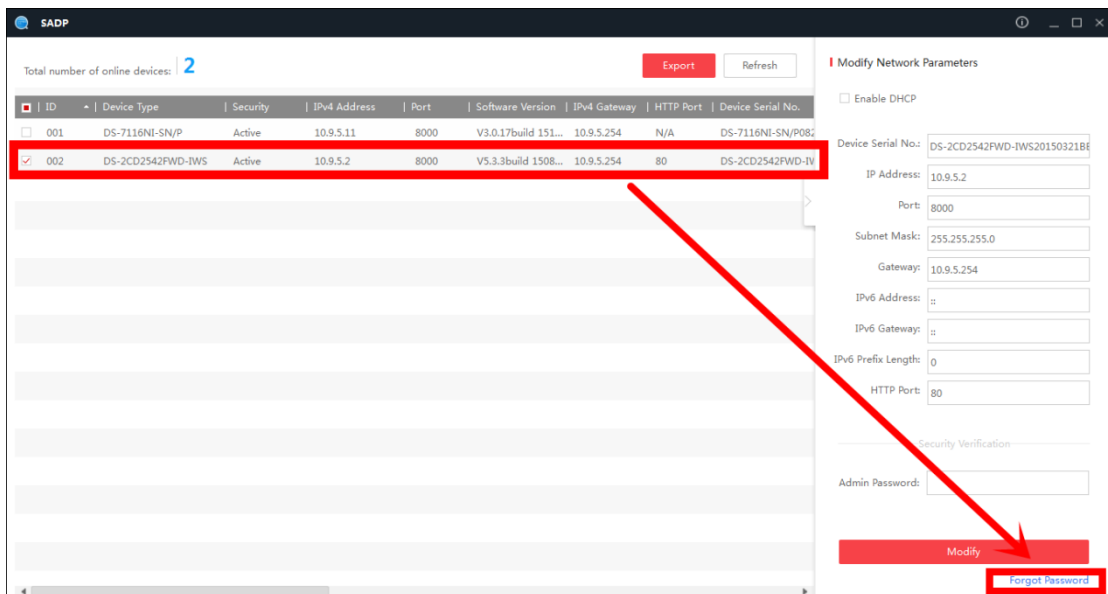 SADP
Total number of online devices: 2
Export
Refresh
ID | Device Type | Security | IPv4 Address | Port | Software Version | IPv4 Gateway | HTTP Port | Device Serial No.
001 DS-7116NI-SN/P Active 10.9.5.11 8000 V3.0.17build 151... 10.9.5.254 N/A DS-7116NI-SN/P082
002 DS-2CD2542FWD-IWS Active 10.9.5.2 8000 V5.3.3build 1508... 10.9.5.254 80 DS-2CD2542FWD-IV
Modify Network Parameters
Enable DHCP
Device Serial No.: DS-2CD2542FWD-IWS20150321BE
IP Address: 10.9.5.2
Port: 8000
Subnet Mask: 255.255.255.0
Gateway: 10.9.5.254
IPv6 Address: ::
IPv6 Gateway: ::
IPv6 Prefix Length: 0
HTTP Port: 80
Security Verification
Admin Password:
Modify
Forgot Password